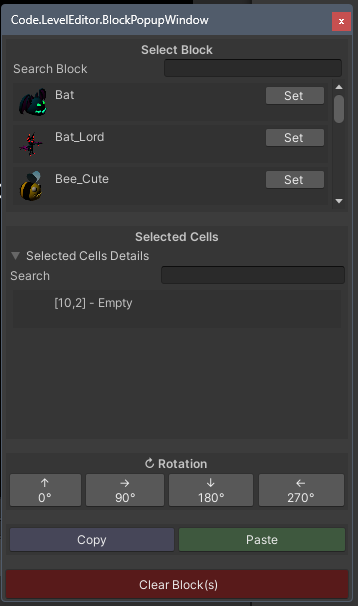 Code.LevelEditor.BlockPopupWindow x
Select Block
Search Block
Bat Set
Bat_Lord Set
Bee_Cute Set
Selected Cells
▼ Selected Cells Details
Search
[10,2] - Empty
↻ Rotation
↑ → ↓ ←
0° 90° 180° 270°
Copy Paste
Clear Block(s)